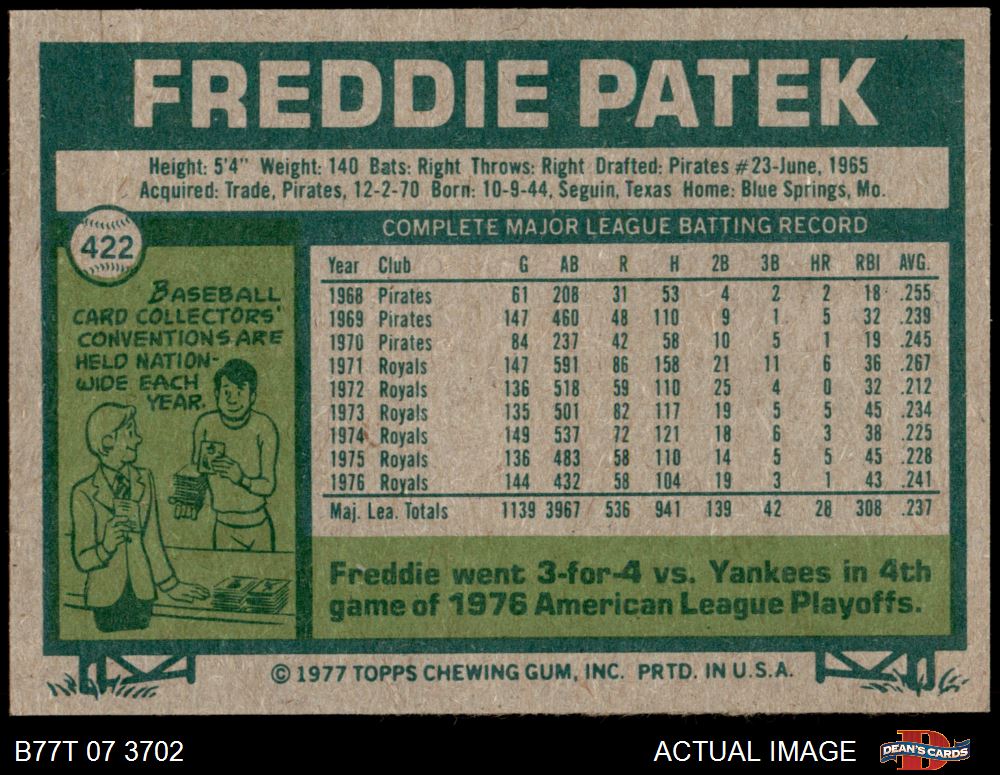 FREDDIE PATEK
Height: 5'4" Weight: 140 Bats: Right Throws: Right Drafted: Pirates #23-June, 1965
Acquired: Trade, Pirates, 12-2-70 Born: 10-9-44, Seguin, Texas Home: Blue Springs, Mo.
422
BASEBALL
CARD COLLECTORS'
CONVENTIONS ARE
HELD NATION-
WIDE EACH
YEAR.
COMPLETE MAJOR LEAGUE BATTING RECORD
Year Club G AB R H 2B 3B HR RBI AVG.
1968 Pirates 61 208 31 53 4 2 2 18 .255
1969 Pirates 147 460 48 110 9 1 5 32 .239
1970 Pirates 84 237 42 58 10 5 1 19 .245
1971 Royals 147 591 86 158 21 11 6 36 .267
1972 Royals 136 518 59 110 25 4 0 32 .212
1973 Royals 135 501 82 117 19 5 5 45 .234
1974 Royals 149 537 72 121 18 6 3 38 .225
1975 Royals 136 483 58 110 14 5 5 45 .228
1976 Royals 144 432 58 104 19 3 1 43 .241
Maj. Lea. Totals 1139 3967 536 941 139 42 28 308 .237
Freddie went 3-for-4 vs. Yankees in 4th
game of 1976 American League Playoffs.
© 1977 TOPPS CHEWING GUM, INC. PRTD. IN U.S.A.
B77T 07 3702
ACTUAL IMAGE
D
DEAN'S CARDS